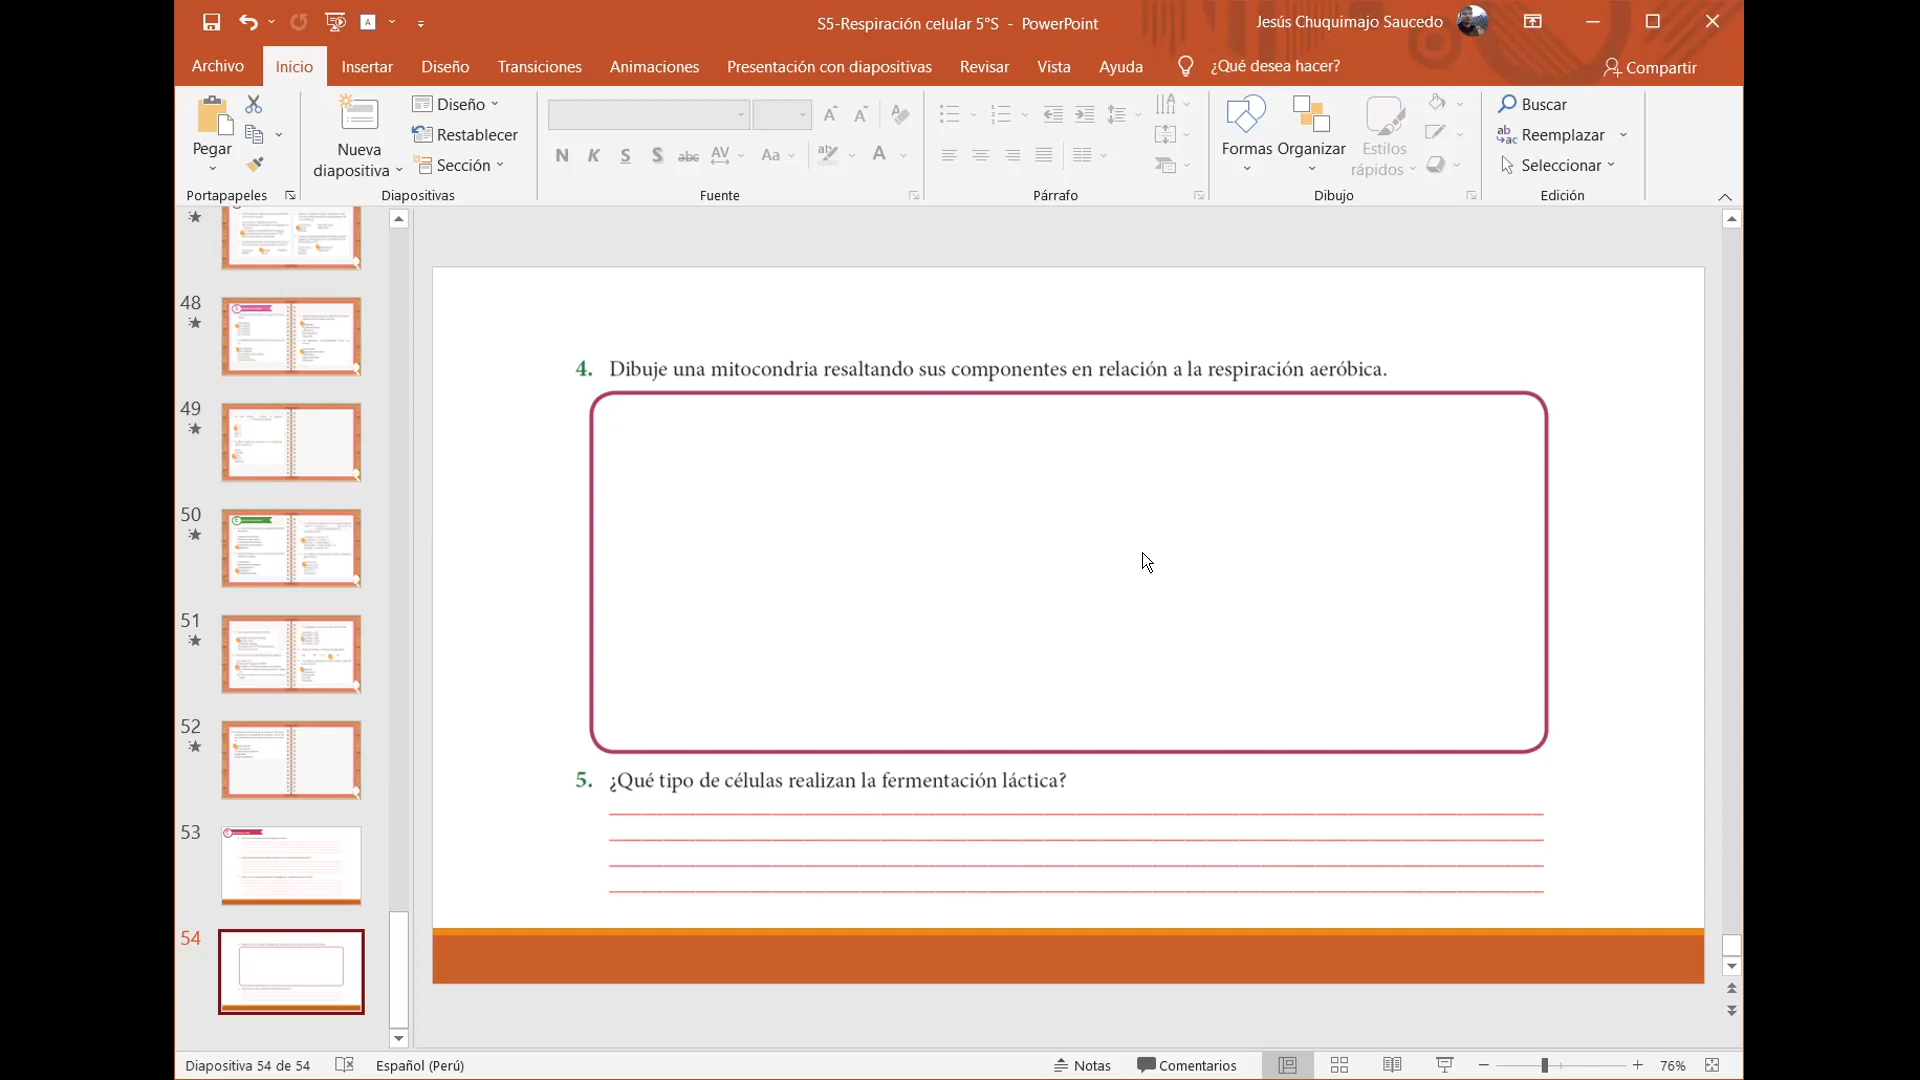 S5-Respiración celular 5°S - PowerPoint
Jesús Chuquimajo Saucedo
Archivo Inicio Insertar Diseño Transiciones Animaciones Presentación con diapositivas Revisar Vista Ayuda ¿Qué desea hacer? Compartir
Pegar
Portapapeles
Nueva diapositiva
Diseño
Restablecer
Sección
Diapositivas
N K S S abc AV Aa A
Fuente
Párrafo
Formas
Organizar
Estilos rápidos
Dibujo
Buscar
Reemplazar
Seleccionar
Edición
48
49
50
51
52
53
54
4. Dibuje una mitocondria resaltando sus componentes en relación a la respiración aeróbica.
5. ¿Qué tipo de células realizan la fermentación láctica?
Diapositiva 54 de 54 Español (Perú) Notas Comentarios 76%